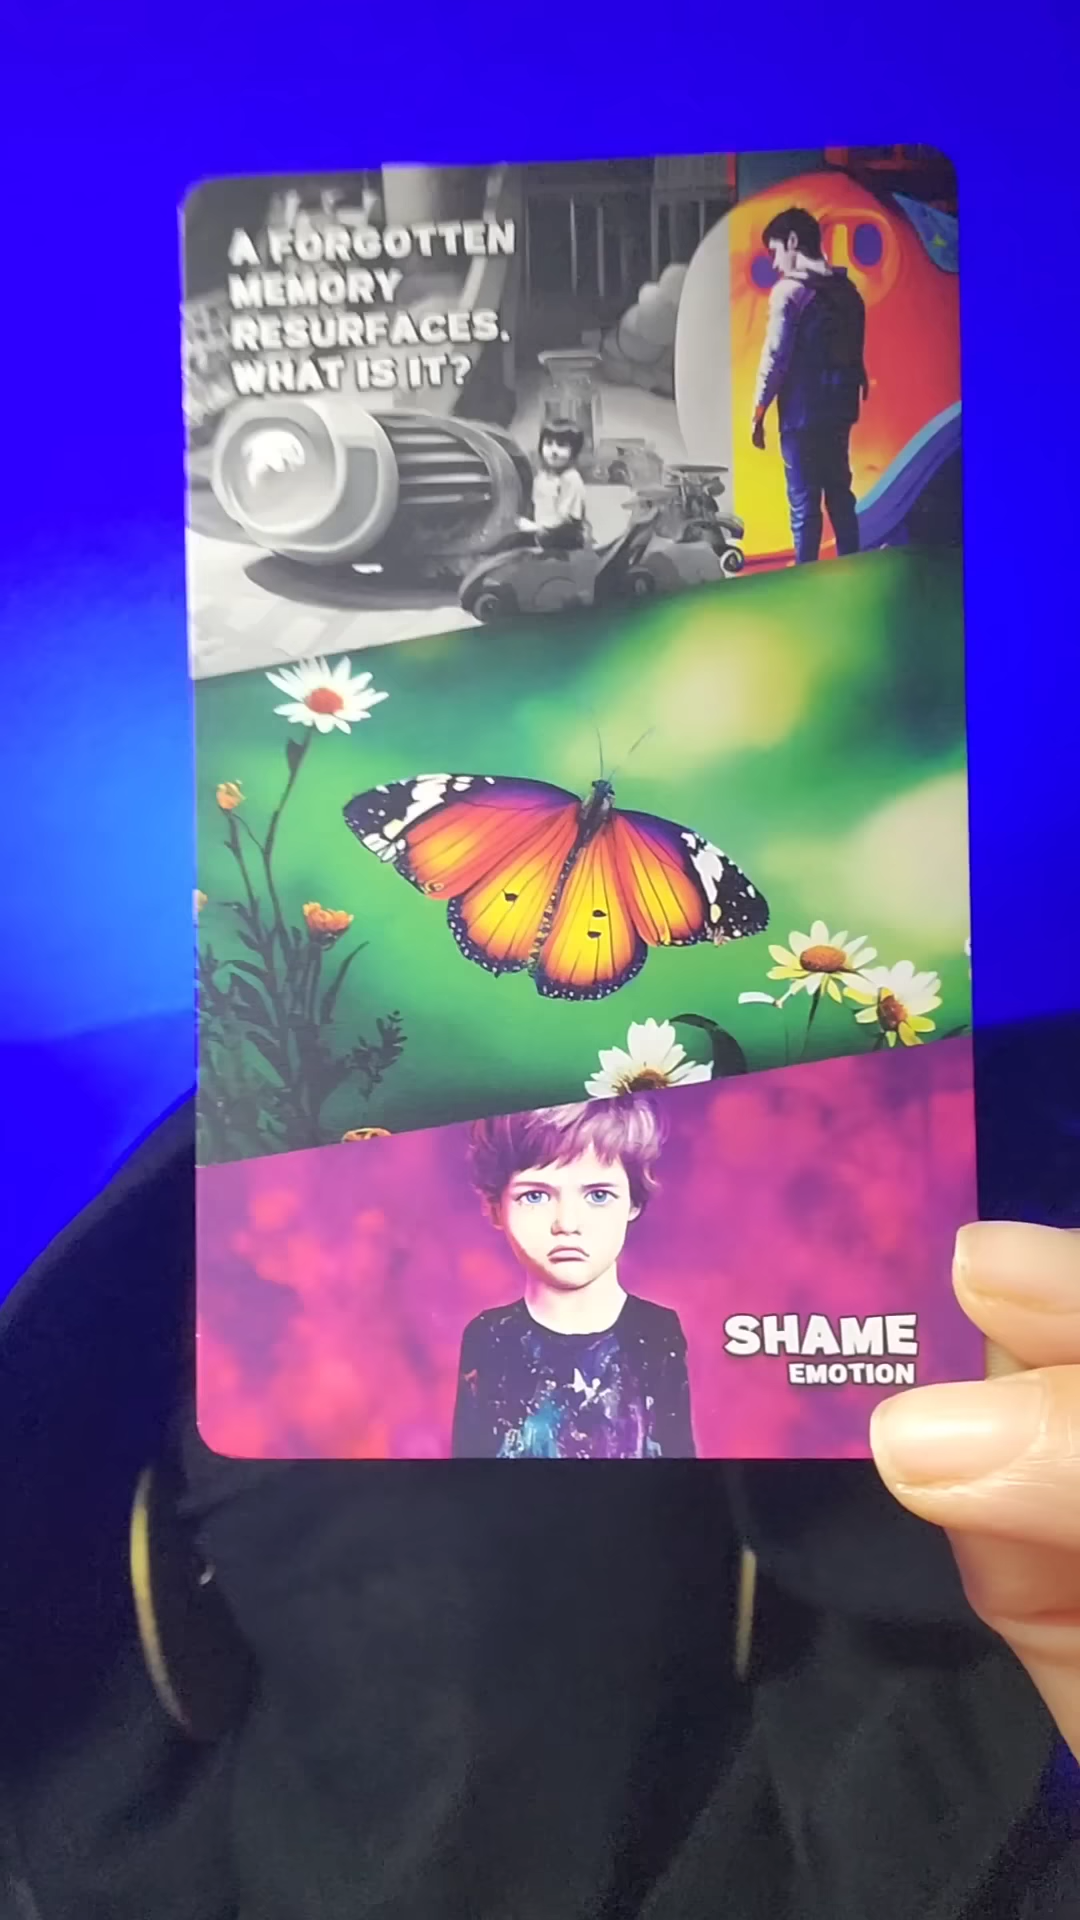 A FORGOTTEN
MEMORY
RESURFACES.
WHAT IS IT?
SHAME
EMOTION